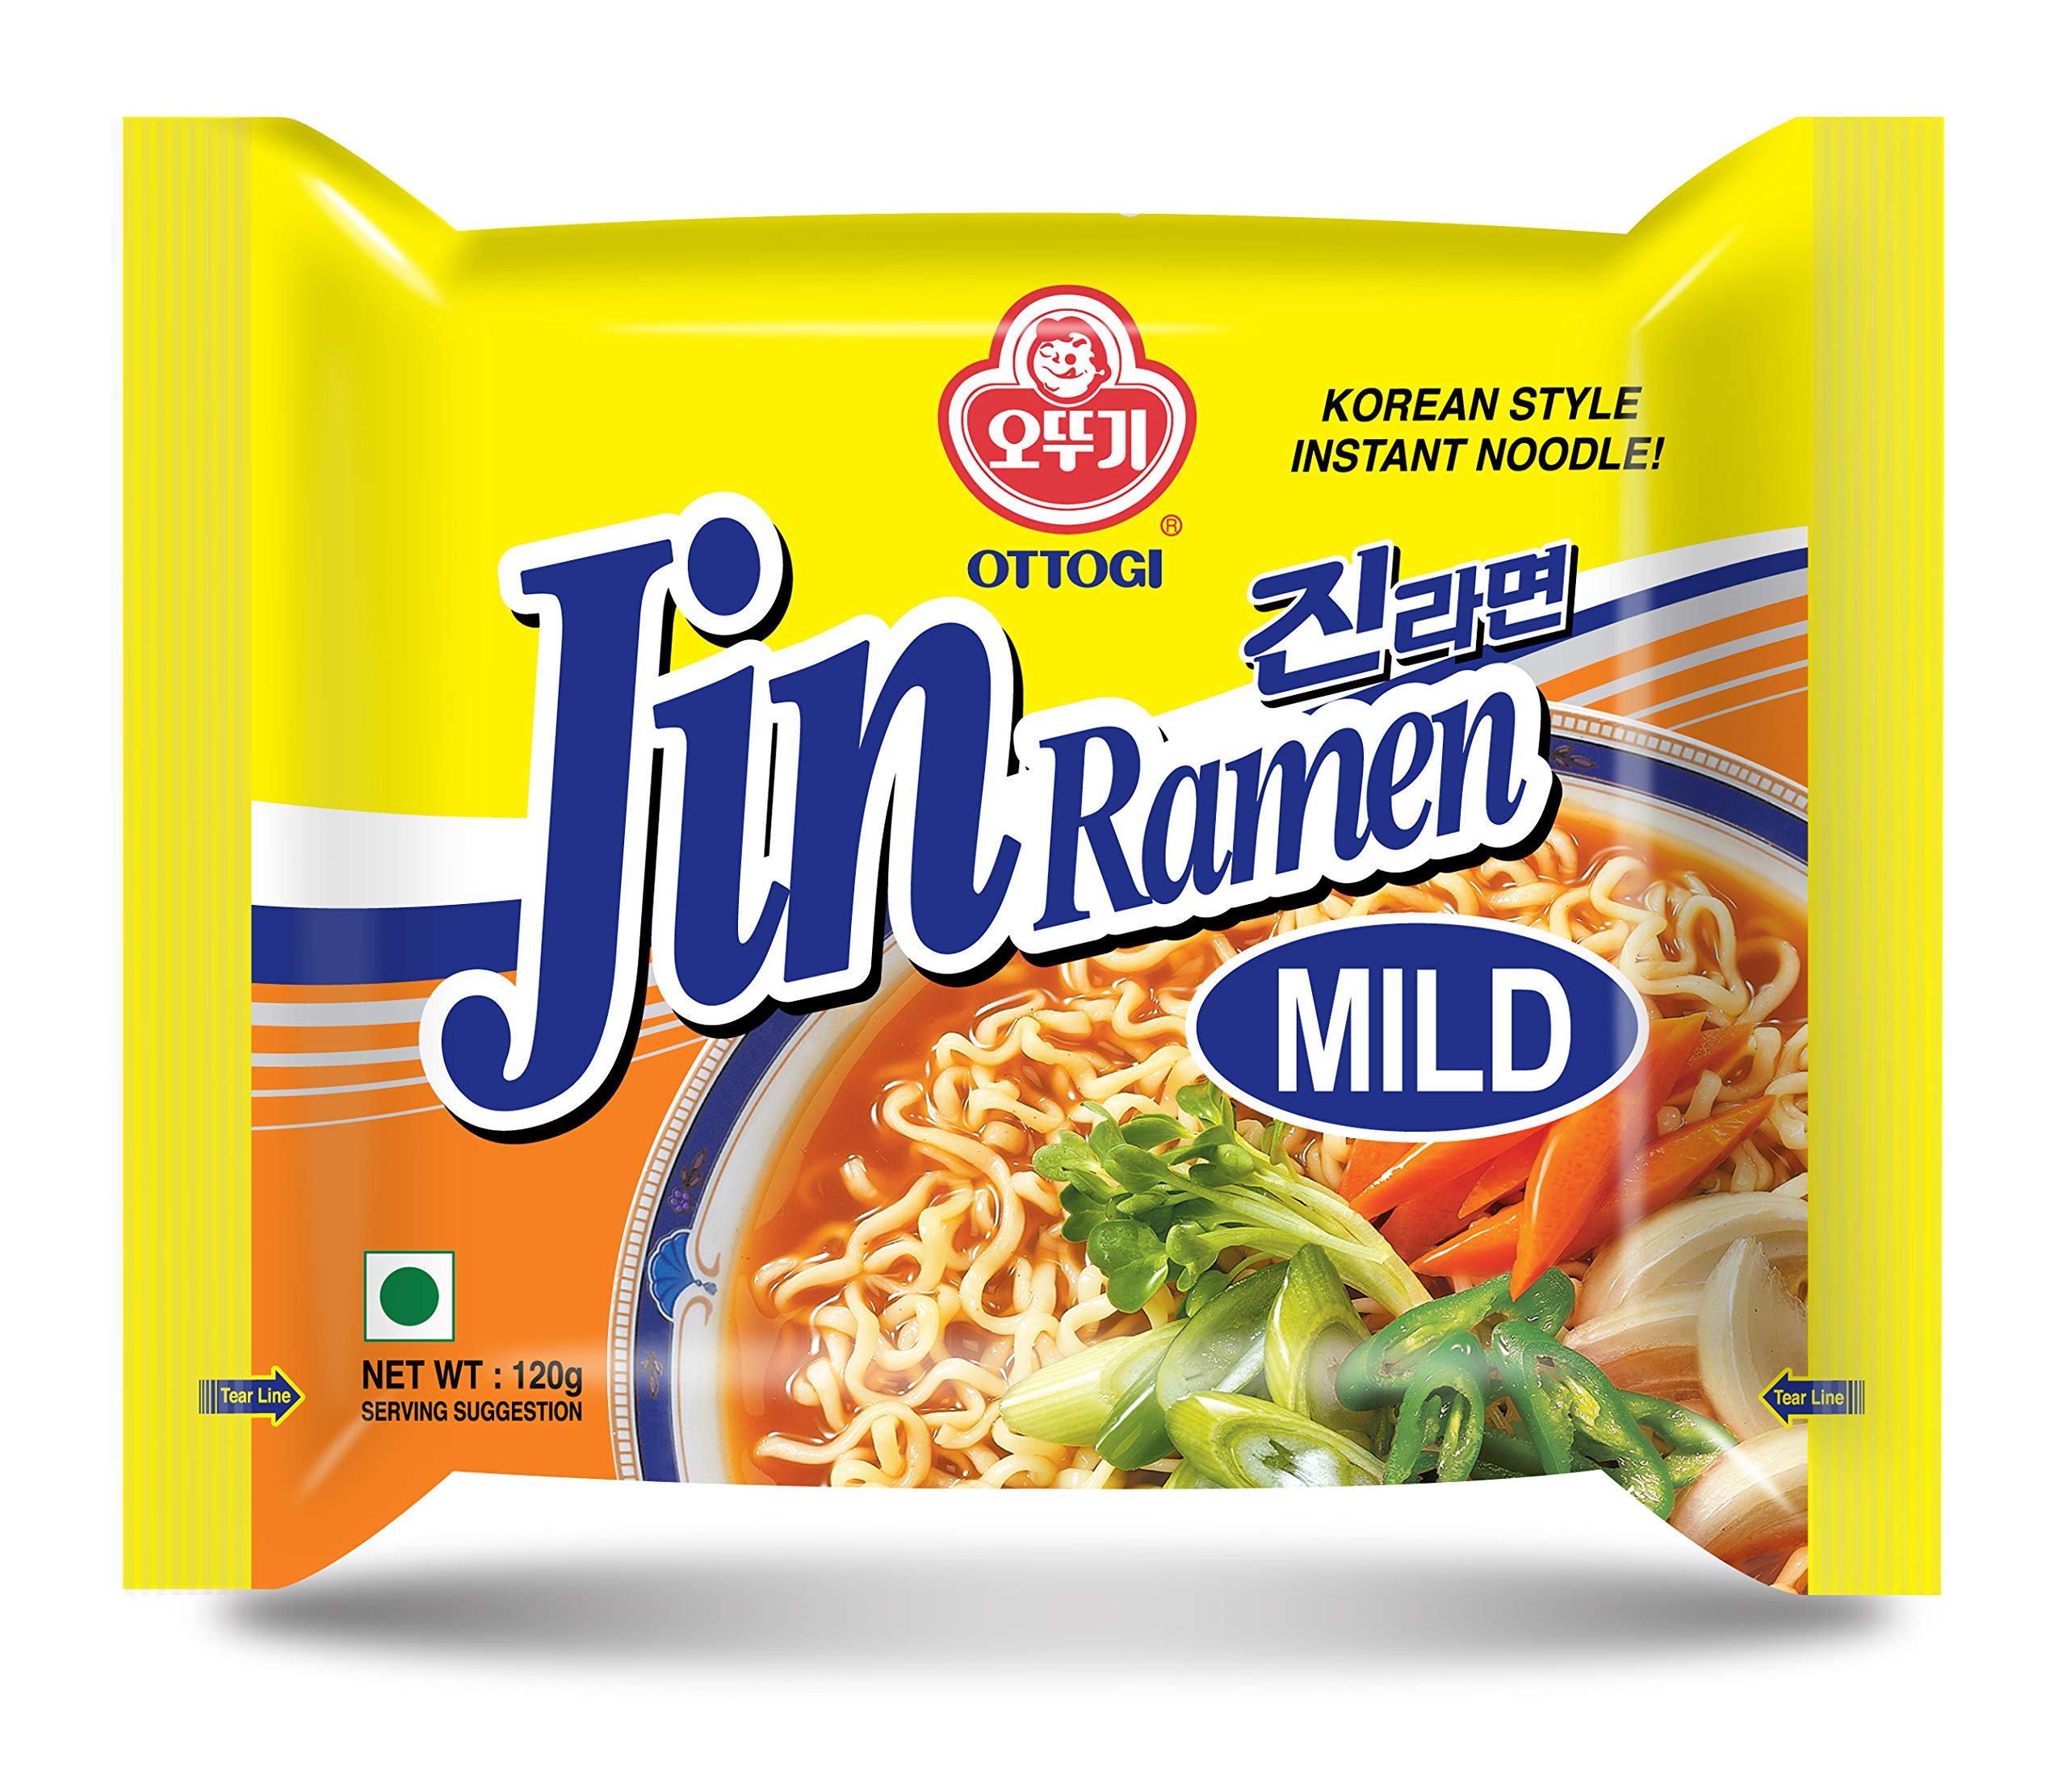 오뚜기
®
OTTOGI
KOREAN STYLE
INSTANT NOODLE!
진라면
Jin Ramen
MILD
NET WT : 120g
SERVING SUGGESTION
Tear Line
Tear Line